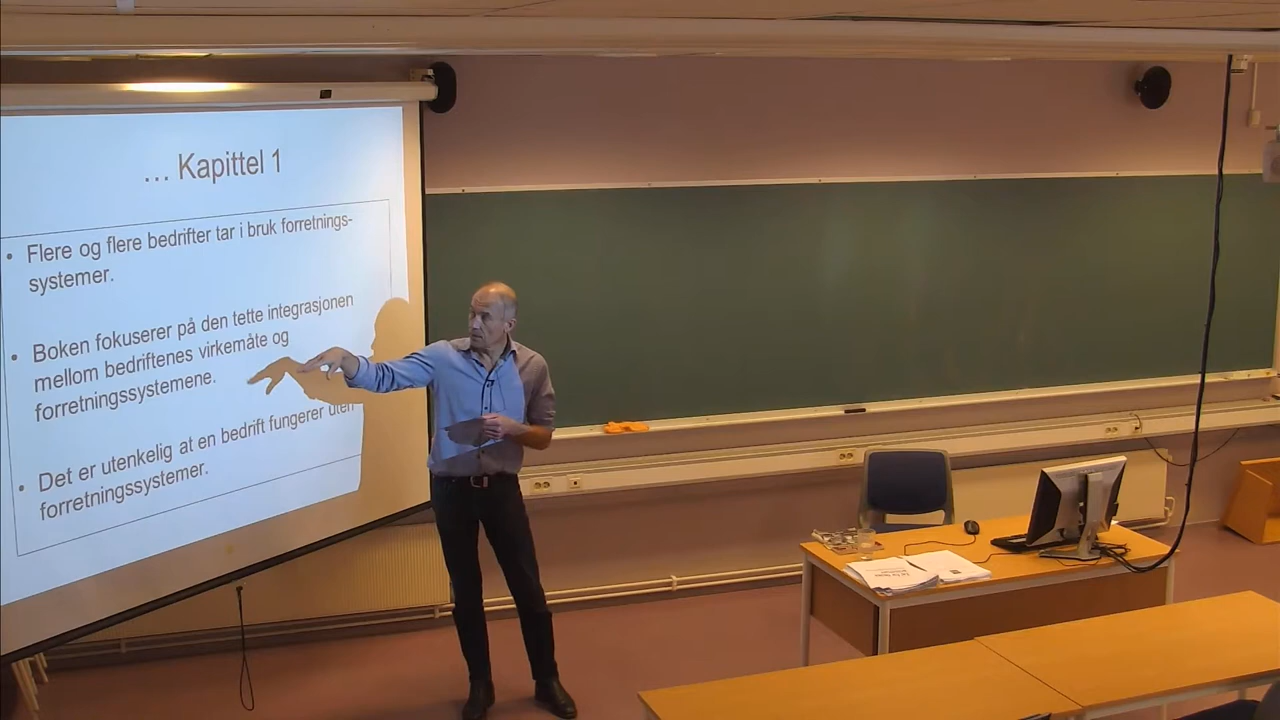 ... Kapittel 1
• Flere og flere bedrifter tar i bruk forretnings-
systemer.
• Boken fokuserer på den tette integrasjonen
mellom bedriftenes virkemåte og
forretningssystemene.
• Det er utenkelig at en bedrift fungerer uten
forretningssystemer.